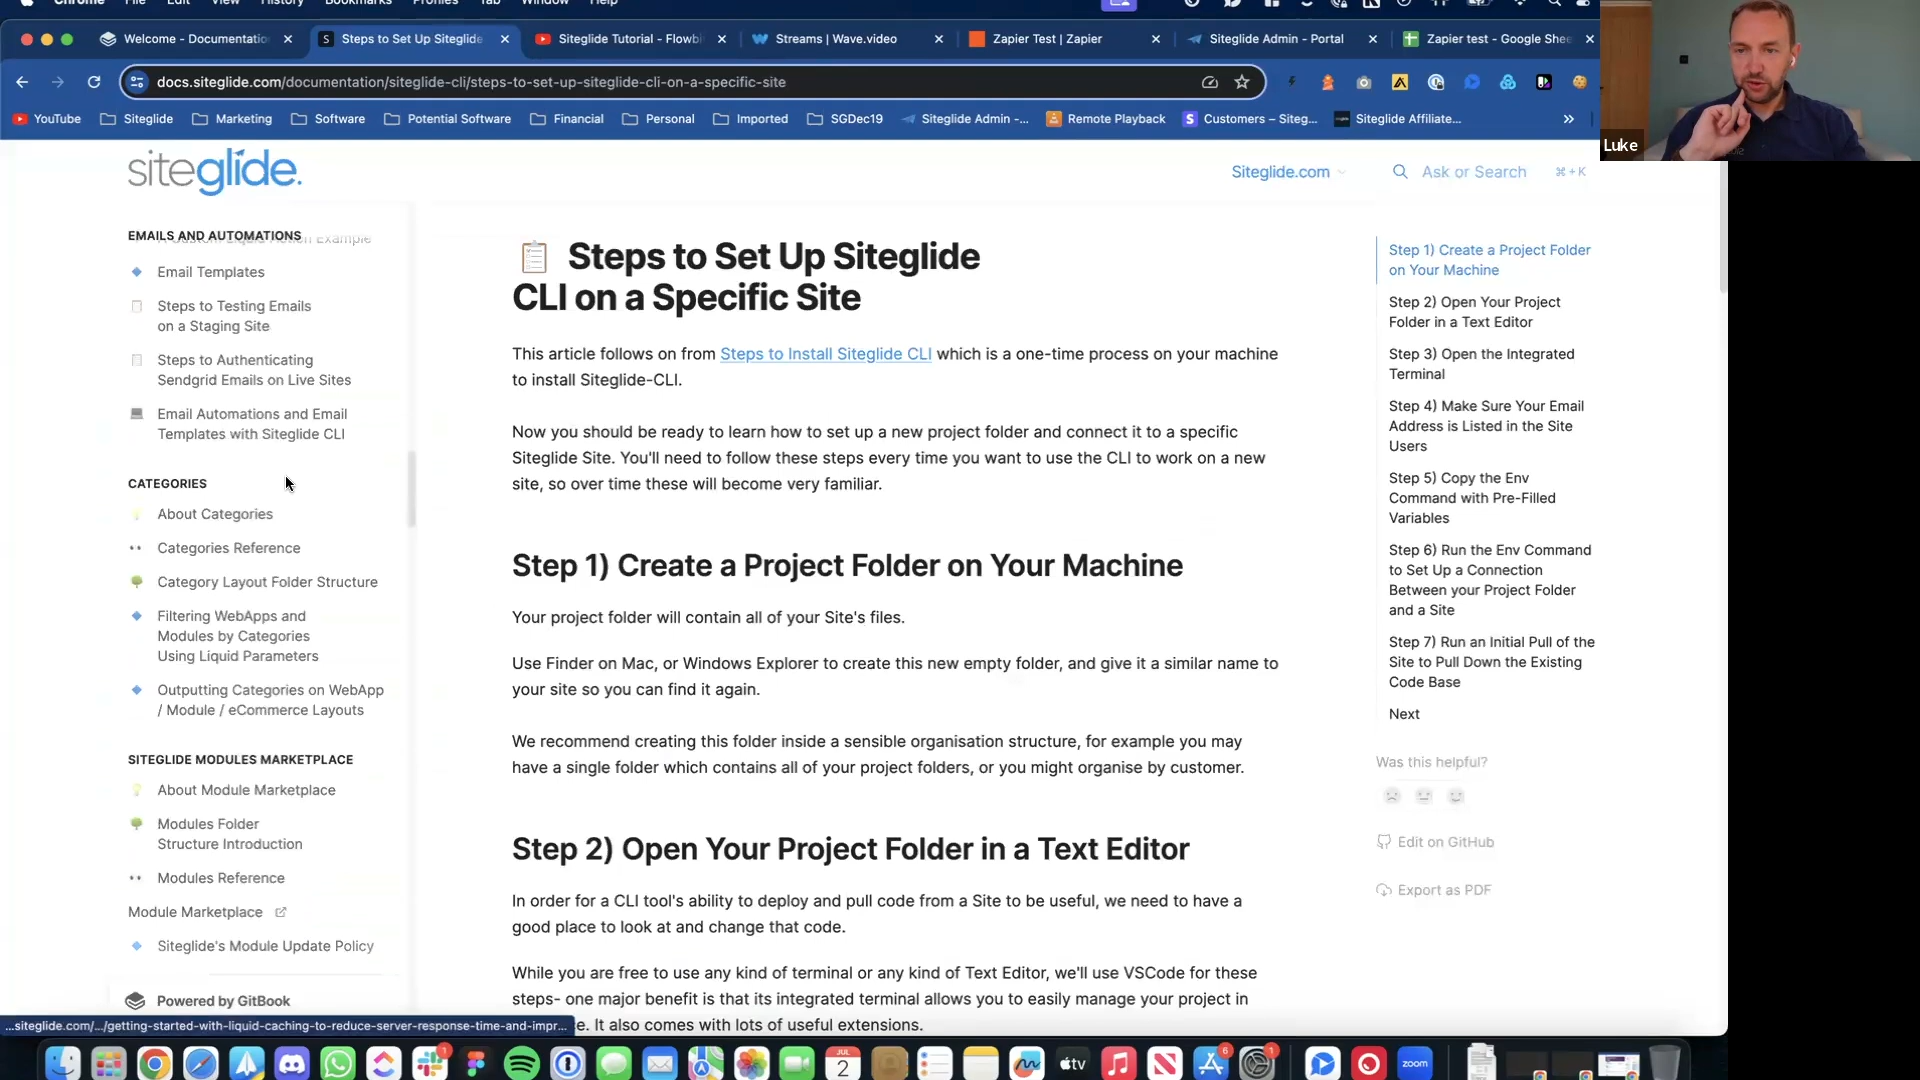 Chrome File Edit View History Bookmarks Profiles Tab Window Help
Welcome - Documentatio
Steps to Set Up Siteglide
Siteglide Tutorial - Flowbi
Streams | Wave.video
Zapier Test | Zapier
Siteglide Admin - Portal
Zapier test - Google Shee
docs.siteglide.com/documentation/siteglide-cli/steps-to-set-up-siteglide-cli-on-a-specific-site
YouTube
Siteglide
Marketing
Software
Potential Software
Financial
Personal
Imported
SGDec19
Siteglide Admin -...
Remote Playback
Customers – Siteg...
Siteglide Affiliate...
»
Luke
siteglide.
Siteglide.com
Ask or Search
⌘+K
EMAILS AND AUTOMATIONS
Email Templates
Steps to Testing Emails
on a Staging Site
Steps to Authenticating
Sendgrid Emails on Live Sites
Email Automations and Email
Templates with Siteglide CLI
CATEGORIES
About Categories
Categories Reference
Category Layout Folder Structure
Filtering WebApps and
Modules by Categories
Using Liquid Parameters
Outputting Categories on WebApp
/ Module / eCommerce Layouts
SITEGLIDE MODULES MARKETPLACE
About Module Marketplace
Modules Folder
Structure Introduction
Modules Reference
Module Marketplace
Siteglide's Module Update Policy
Powered by GitBook
...siteglide.com/.../getting-started-with-liquid-caching-to-reduce-server-response-time-and-impr...
Steps to Set Up Siteglide
CLI on a Specific Site
This article follows on from Steps to Install Siteglide CLI which is a one-time process on your machine
to install Siteglide-CLI.
Now you should be ready to learn how to set up a new project folder and connect it to a specific
Siteglide Site. You'll need to follow these steps every time you want to use the CLI to work on a new
site, so over time these will become very familiar.
Step 1) Create a Project Folder on Your Machine
Your project folder will contain all of your Site's files.
Use Finder on Mac, or Windows Explorer to create this new empty folder, and give it a similar name to
your site so you can find it again.
We recommend creating this folder inside a sensible organisation structure, for example you may
have a single folder which contains all of your project folders, or you might organise by customer.
Step 2) Open Your Project Folder in a Text Editor
In order for a CLI tool's ability to deploy and pull code from a Site to be useful, we need to have a
good place to look at and change that code.
While you are free to use any kind of terminal or any kind of Text Editor, we'll use VSCode for these
steps- one major benefit is that its integrated terminal allows you to easily manage your project in
e. It also comes with lots of useful extensions.
Step 1) Create a Project Folder
on Your Machine
Step 2) Open Your Project
Folder in a Text Editor
Step 3) Open the Integrated
Terminal
Step 4) Make Sure Your Email
Address is Listed in the Site
Users
Step 5) Copy the Env
Command with Pre-Filled
Variables
Step 6) Run the Env Command
to Set Up a Connection
Between your Project Folder
and a Site
Step 7) Run an Initial Pull of the
Site to Pull Down the Existing
Code Base
Next
Was this helpful?
Edit on GitHub
Export as PDF
1
JUL
2
tv
6
1
zoom